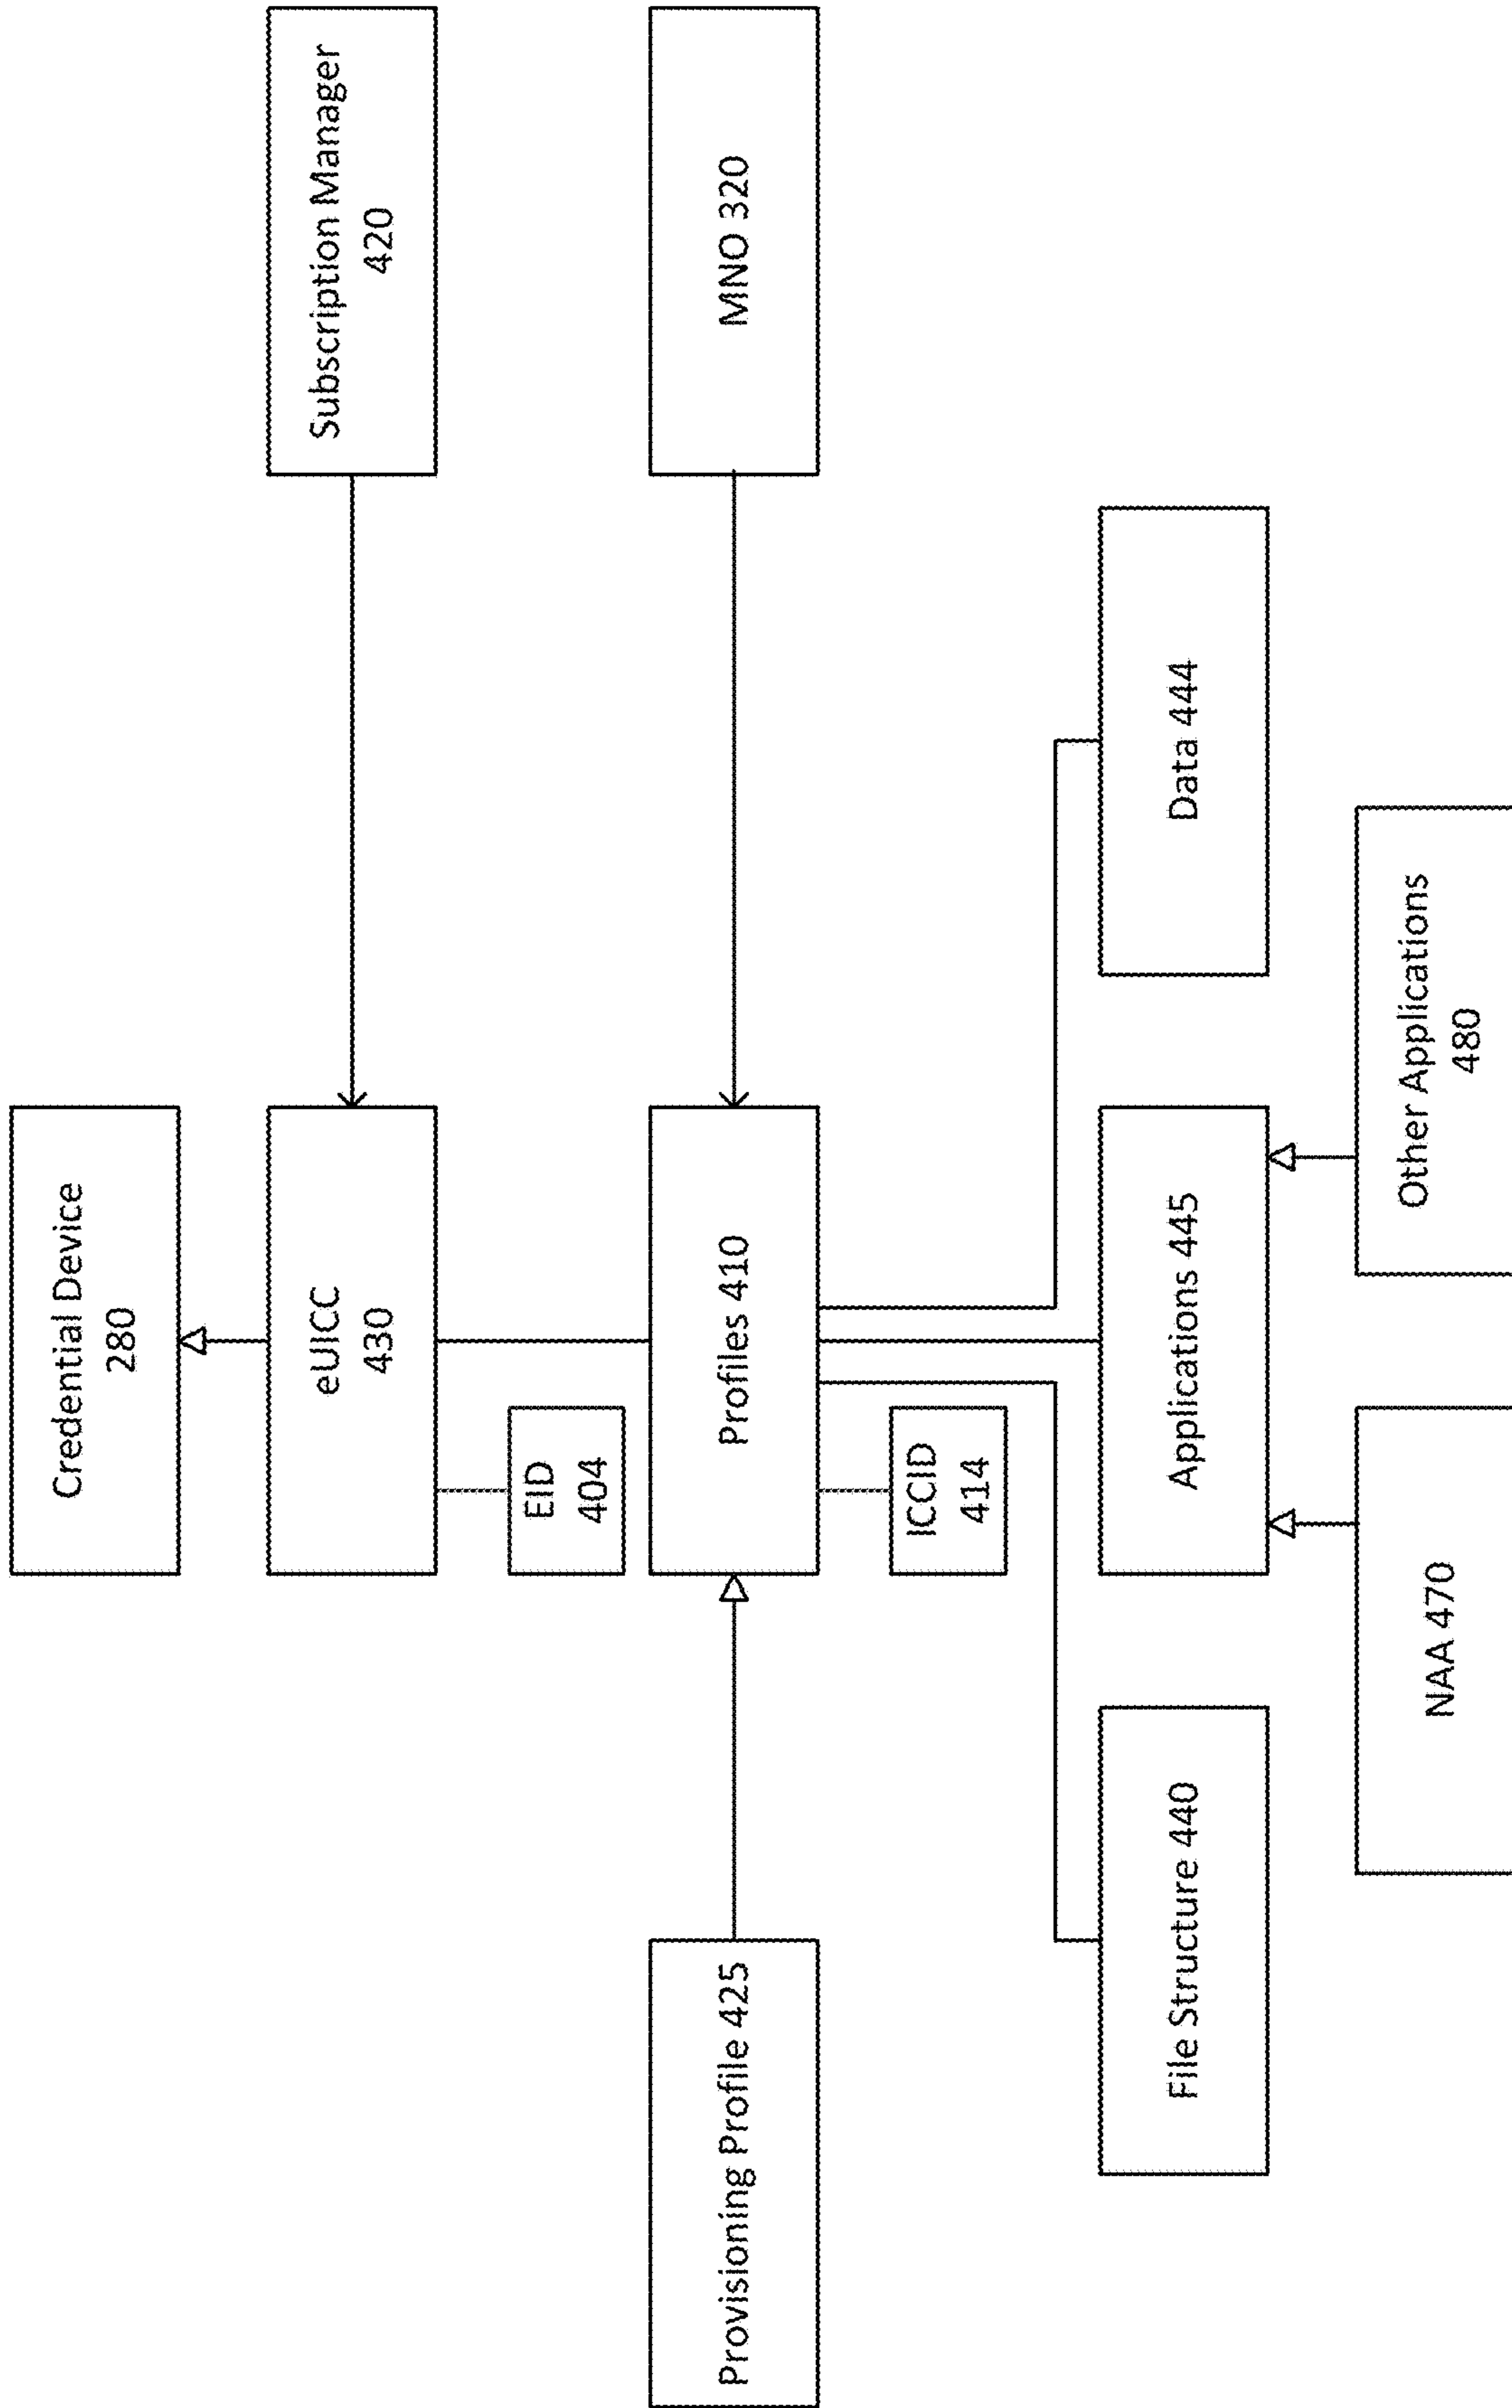 Credential Device
280
Subscription Manager
420
eUICC
430
EID
404
Provisioning Profile 425
Profiles 410
MNO 320
ICCID
414
File Structure 440
Applications 445
Data 444
NAA 470
Other Applications
480